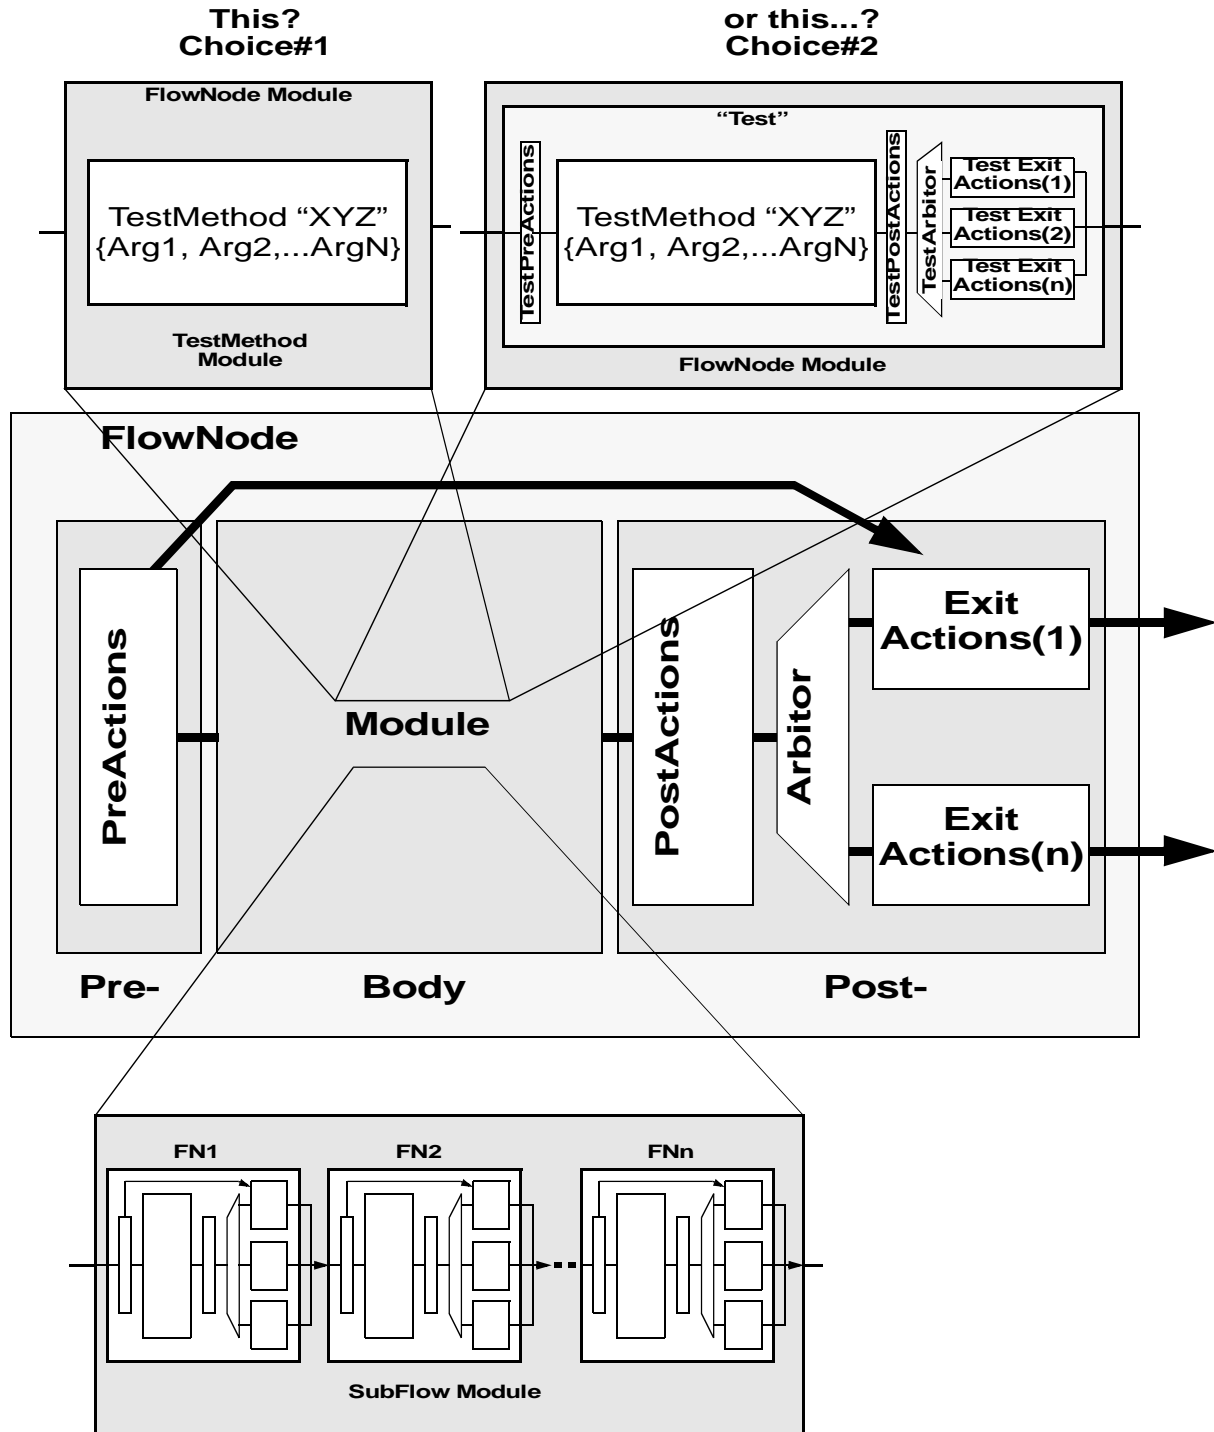 This?
Choice#1
or this...?
Choice#2
FlowNode Module
TestMethod “XYZ”
{Arg1, Arg2,...ArgN}
TestMethod
Module
“Test”
TestPreActions
TestMethod “XYZ”
{Arg1, Arg2,...ArgN}
TestPostActions
TestArbitor
Test Exit
Actions(1)
Test Exit
Actions(2)
Test Exit
Actions(n)
FlowNode Module
FlowNode
PreActions
Module
PostActions
Arbitor
Exit
Actions(1)
Exit
Actions(n)
Pre-
Body
Post-
FN1
FN2
FNn
SubFlow Module